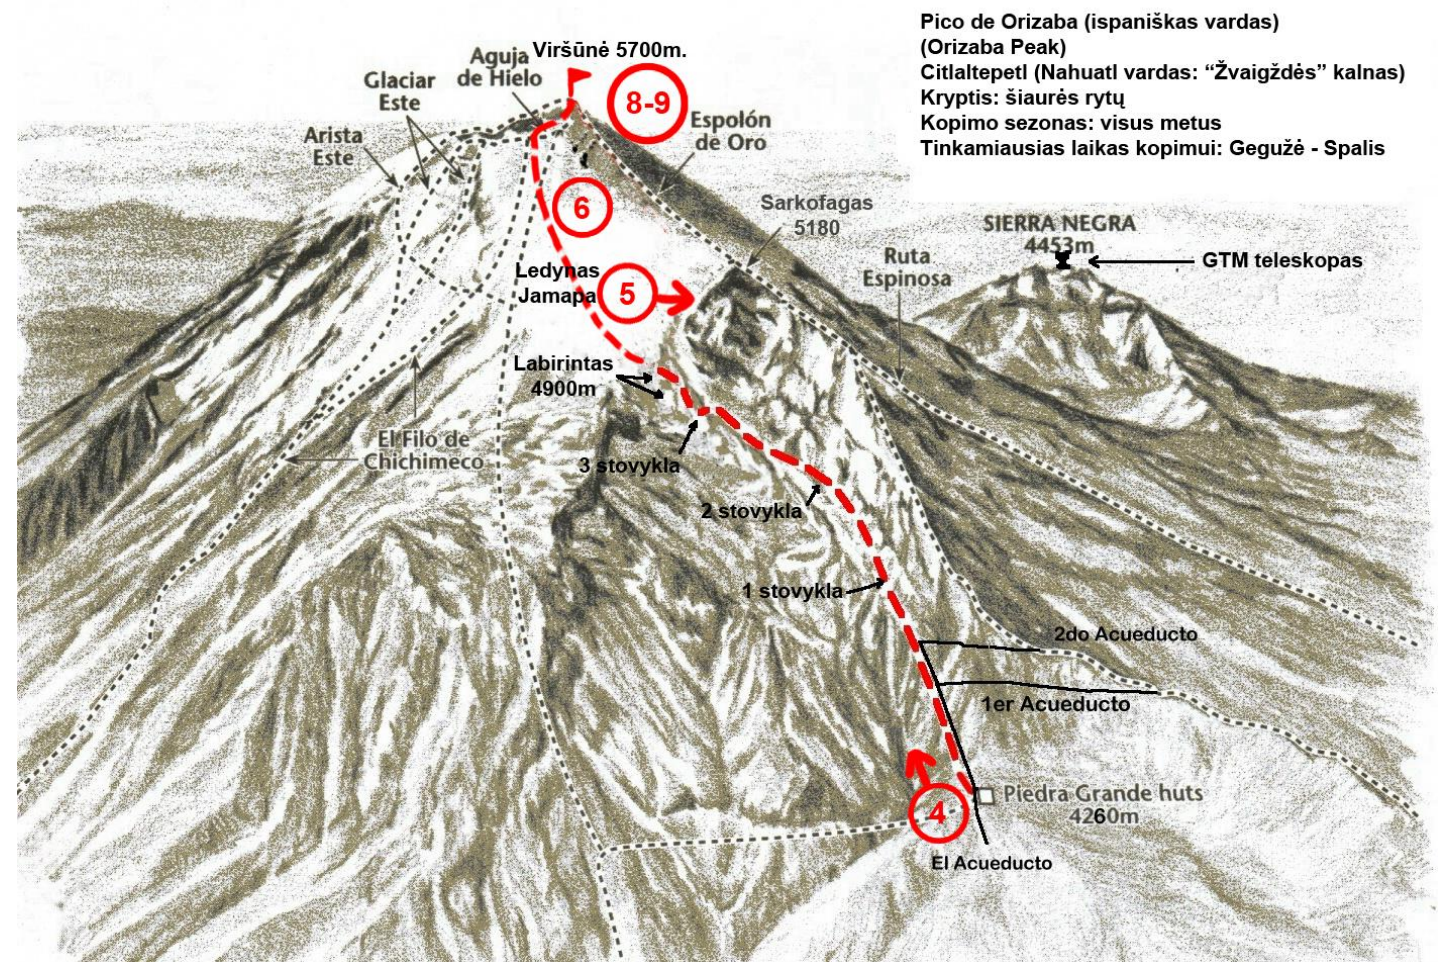 Pico de Orizaba (ispaniškas vardas)
(Orizaba Peak)
Citlaltepetl (Nahuatl vardas: “Žvaigždės” kalnas)
Kryptis: šiaurės rytų
Kopimo sezonas: visus metus
Tinkamiausias laikas kopimui: Gegužė - Spalis
Viršūnė 5700m.
Aguja
de Hielo
8-9
Glaciar
Este
Arista
Este
Espolón
de Oro
6
Sarkofagas
5180
SIERRA NEGRA
4453m
GTM teleskopas
Ruta
Espinosa
Ledynas
Jamapa
5
Labirintas
4900m
El Filo de
Chichimeco
3 stovykla
2 stovykla
1 stovykla
2do Acueducto
1er Acueducto
4
Piedra Grande huts
4260m
El Acueducto